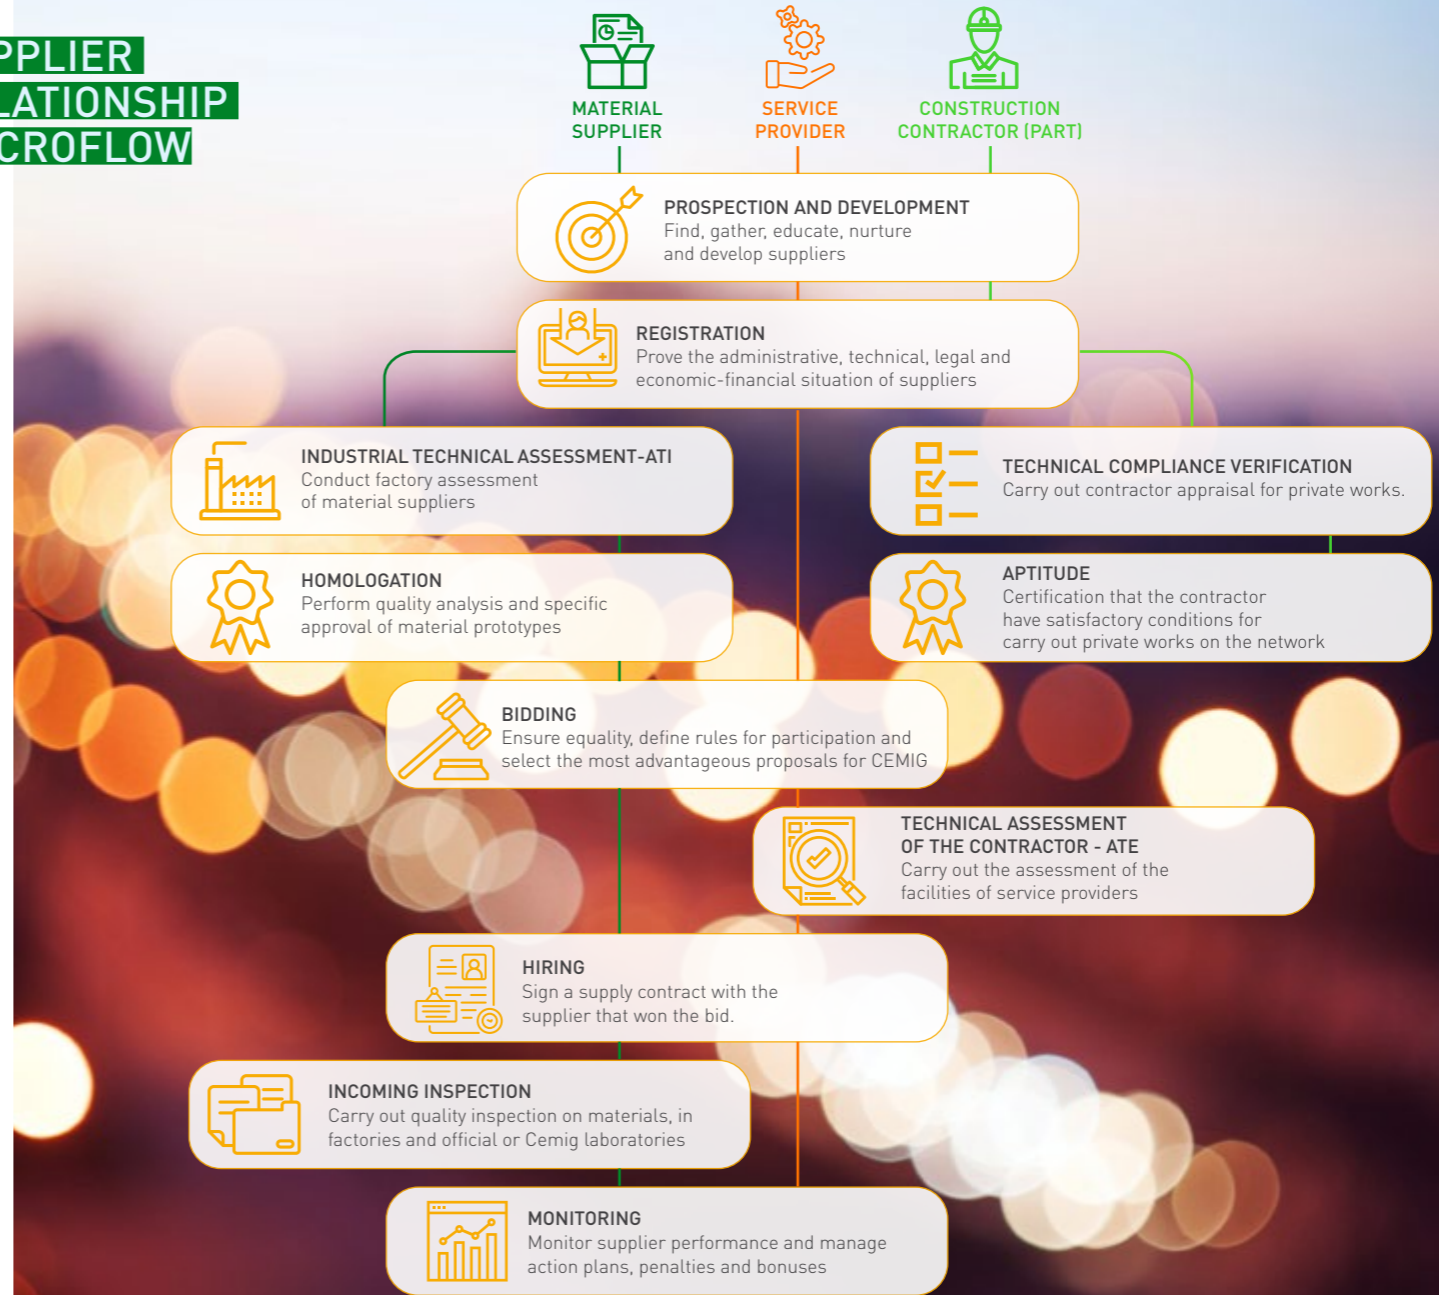 PPLIER
LATIONSHIP
CROFLOW
MATERIAL
SUPPLIER
SERVICE
PROVIDER
CONSTRUCTION
CONTRACTOR (PART)
PROSPECTION AND DEVELOPMENT
Find, gather, educate, nurture
and develop suppliers
REGISTRATION
Prove the administrative, technical, legal and
economic-financial situation of suppliers
INDUSTRIAL TECHNICAL ASSESSMENT-ATI
Conduct factory assessment
of material suppliers
TECHNICAL COMPLIANCE VERIFICATION
Carry out contractor appraisal for private works.
HOMOLOGATION
Perform quality analysis and specific
approval of material prototypes
APTITUDE
Certification that the contractor
have satisfactory conditions for
carry out private works on the network
BIDDING
Ensure equality, define rules for participation and
select the most advantageous proposals for CEMIG
TECHNICAL ASSESSMENT
OF THE CONTRACTOR - ATE
Carry out the assessment of the
facilities of service providers
HIRING
Sign a supply contract with the
supplier that won the bid.
INCOMING INSPECTION
Carry out quality inspection on materials, in
factories and official or Cemig laboratories
MONITORING
Monitor supplier performance and manage
action plans, penalties and bonuses